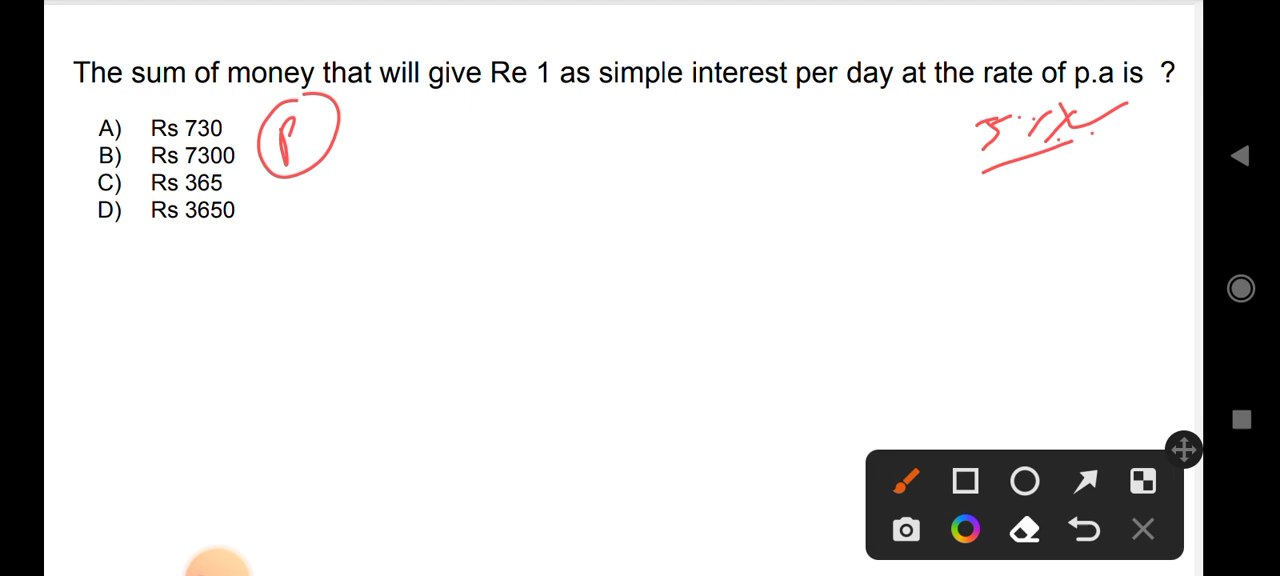 The sum of money that will give Re 1 as simple interest per day at the rate of p.a is ?
A) Rs 730
P
B) Rs 7300
C) Rs 365
D) Rs 3650